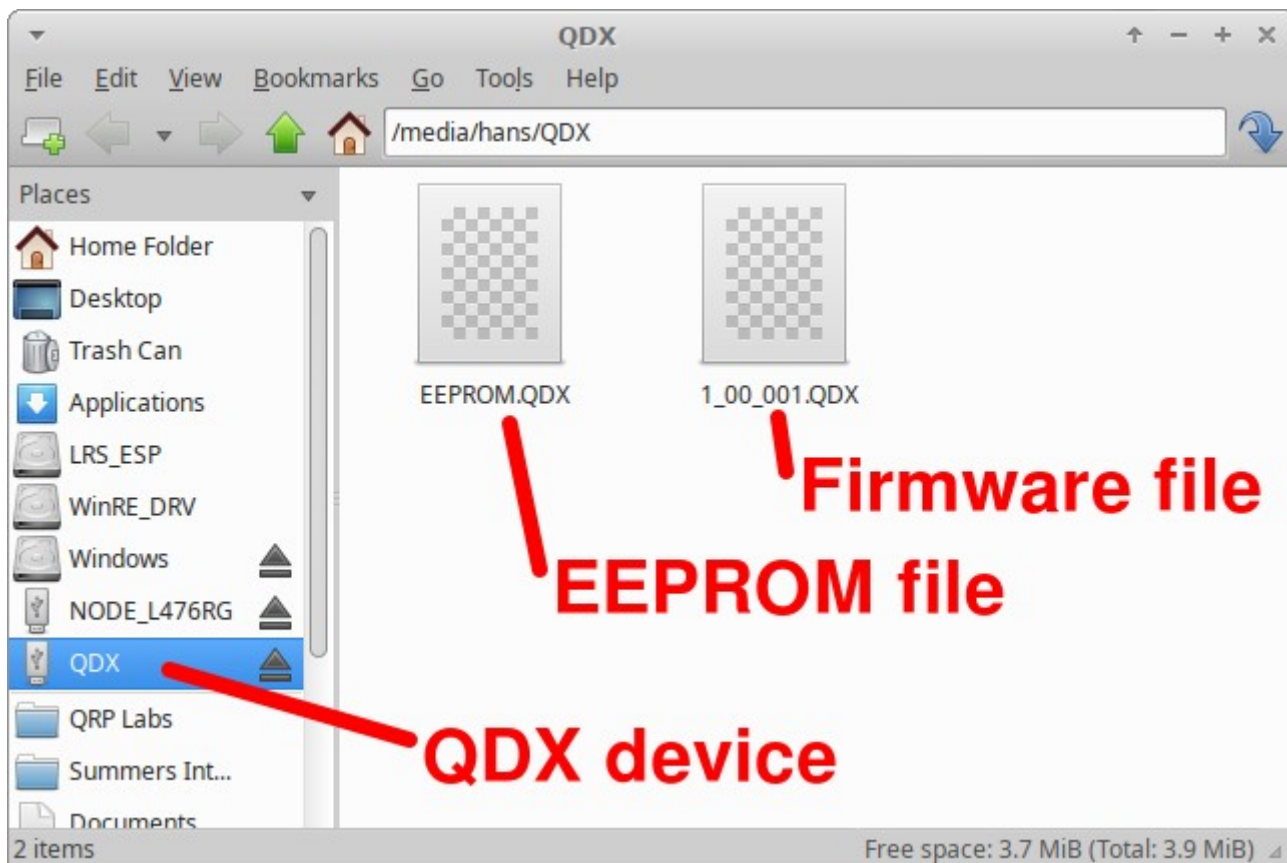 QDX
File Edit View Bookmarks Go Tools Help
/media/hans/QDX
Places
Home Folder
Desktop
Trash Can
Applications
LRS_ESP
WinRE_DRV
Windows
NODE_L476RG
QDX
QRP Labs
Summers Int...
Documents
EEPROM.QDX 1_00_001.QDX
Firmware file
EEPROM file
QDX device
2 items Free space: 3.7 MiB (Total: 3.9 MiB)